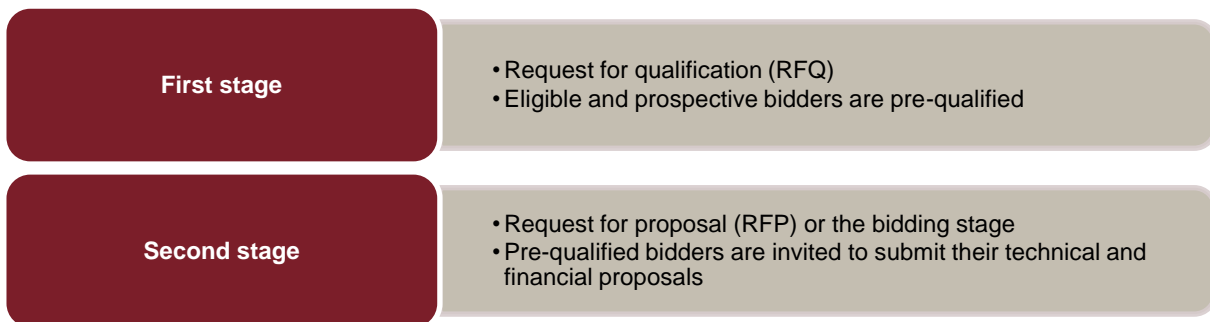 First stage
• Request for qualification (RFQ)
• Eligible and prospective bidders are pre-qualified
Second stage
• Request for proposal (RFP) or the bidding stage
• Pre-qualified bidders are invited to submit their technical and
financial proposals